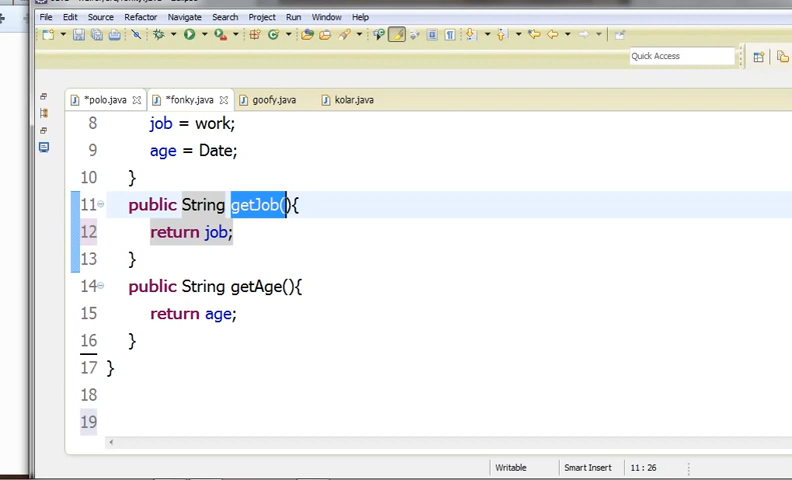 File Edit Source Refactor Navigate Search Project Run Window Help
Quick Access
*polo.java *fonky.java goofy.java kolar.java
8 job = work;
9 age = Date;
10 }
11 public String getJob(){
12 return job;
13 }
14 public String getAge(){
15 return age;
16 }
17 }
18
19
Writable Smart Insert 11 : 26